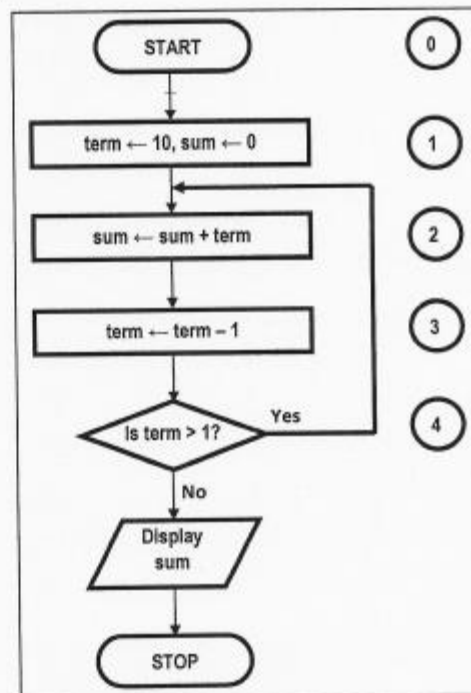 START
0
term ← 10, sum ← 0
1
sum ← sum + term
2
term ← term – 1
3
Is term > 1?
Yes
4
No
Display
sum
STOP